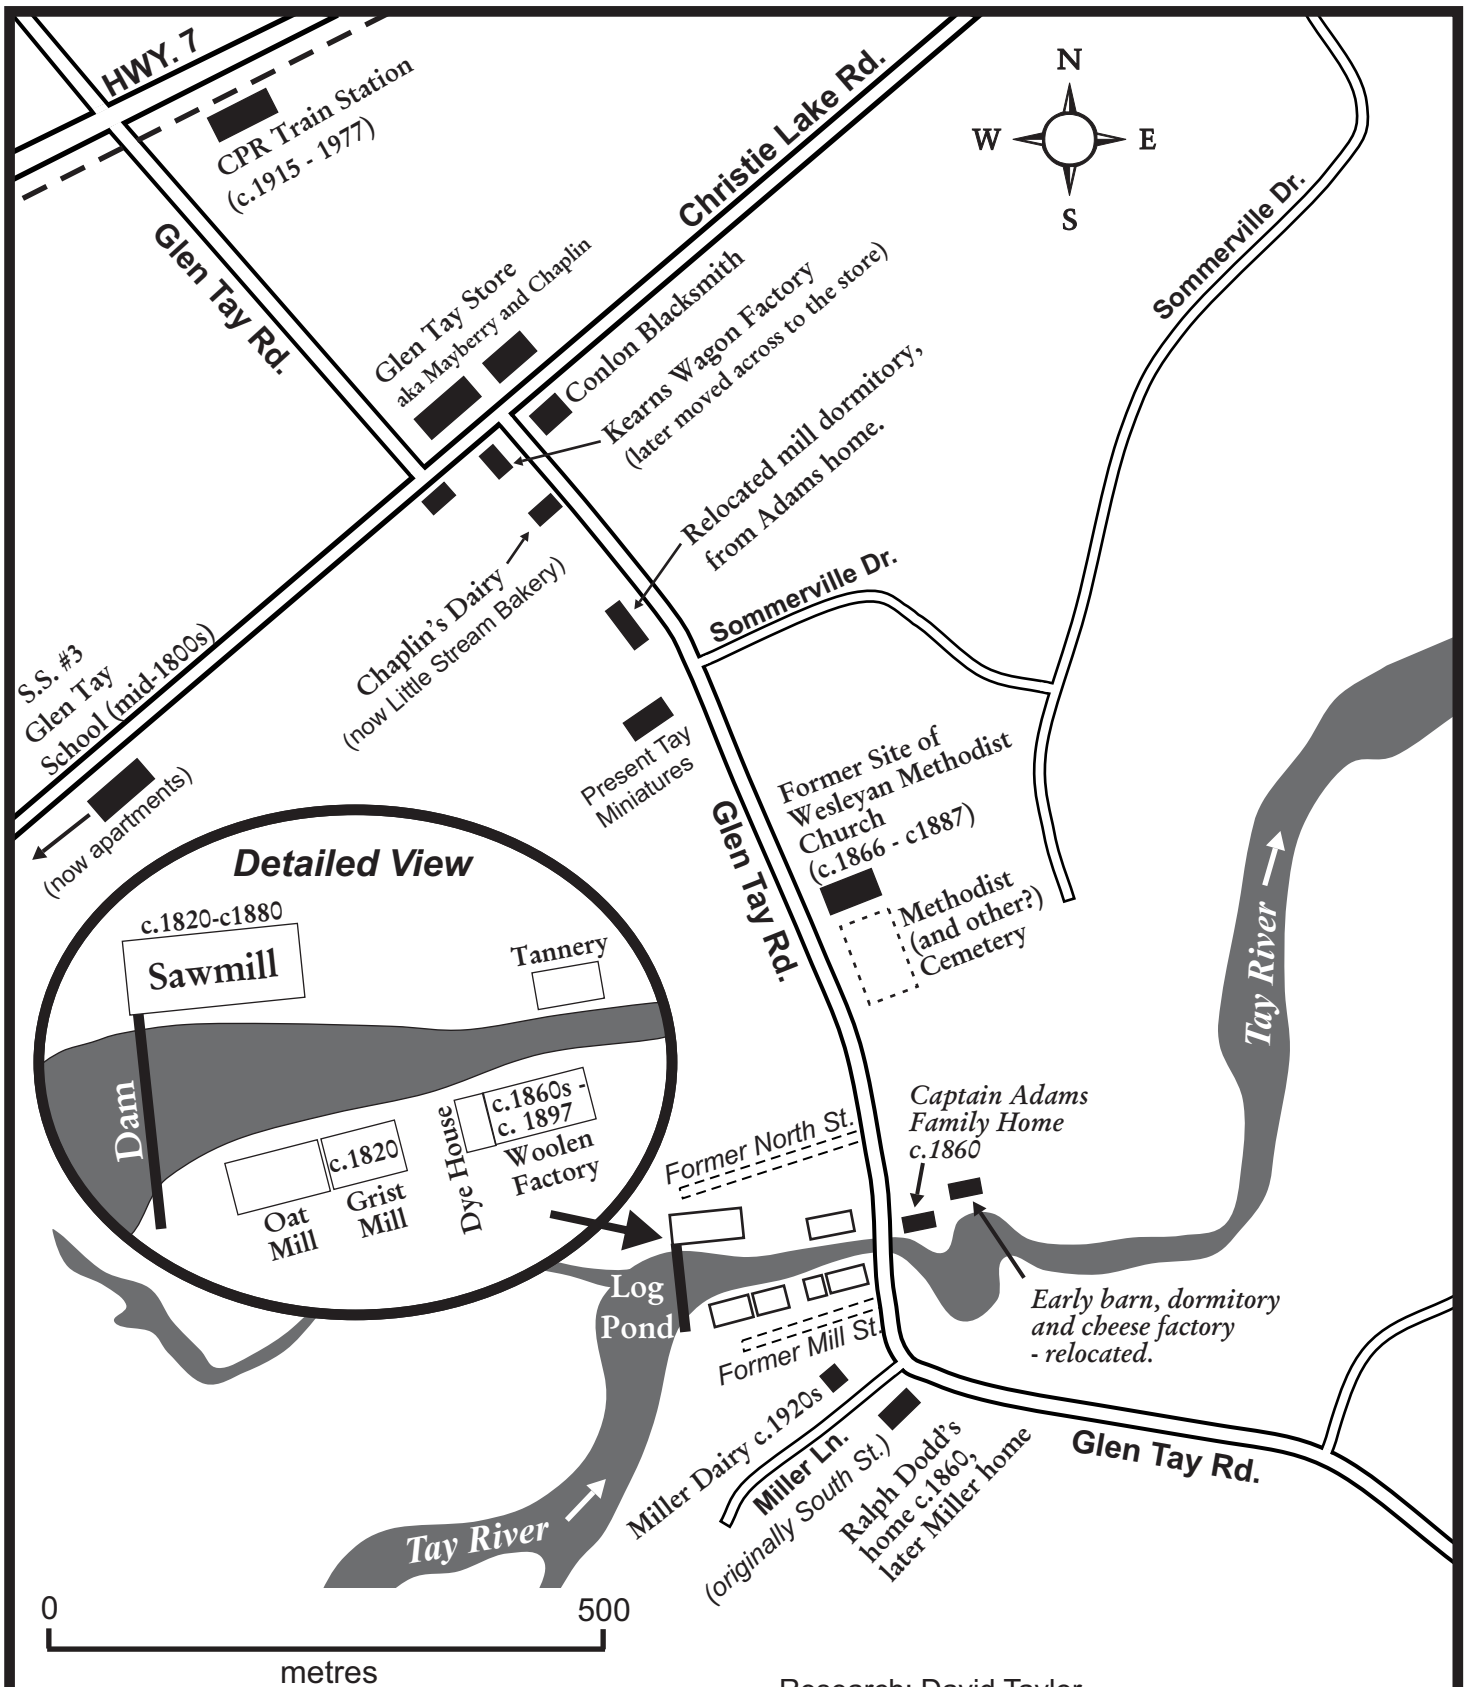 HWY. 7
CPR Train Station
(c.1915 - 1977)
Glen Tay Rd.
Christie Lake Rd.
N
W
E
S
Sommerville Dr.
Glen Tay Store
aka Mayberry and Chaplin
Conlon Blacksmith
Kearns Wagon Factory
(later moved across to the store)
Relocated mill dormitory,
from Adams home.
Chaplin's Dairy
(now Little Stream Bakery)
Sommerville Dr.
S.S. #3
Glen Tay
School (mid-1800s)
(now apartments)
Present Tay
Miniatures
Glen Tay Rd.
Former Site of
Wesleyan Methodist
Church
(c.1866 - c1887)
Methodist
(and other?)
Cemetery
Tay River
Detailed View
c.1820-c1880
Sawmill
Tannery
Dam
Oat
Mill
c.1820
Grist
Mill
Dye House
c.1860s -
c. 1897
Woolen
Factory
Former North St.
Captain Adams
Family Home
c.1860
Log
Pond
Former Mill St.
Early barn, dormitory
and cheese factory
- relocated.
Miller Dairy c.1920s
Miller Ln.
(originally South St.)
Ralph Dodd's
home c.1860,
later Miller home
Glen Tay Rd.
Tay River
0
500
metres
Research: David Taylor